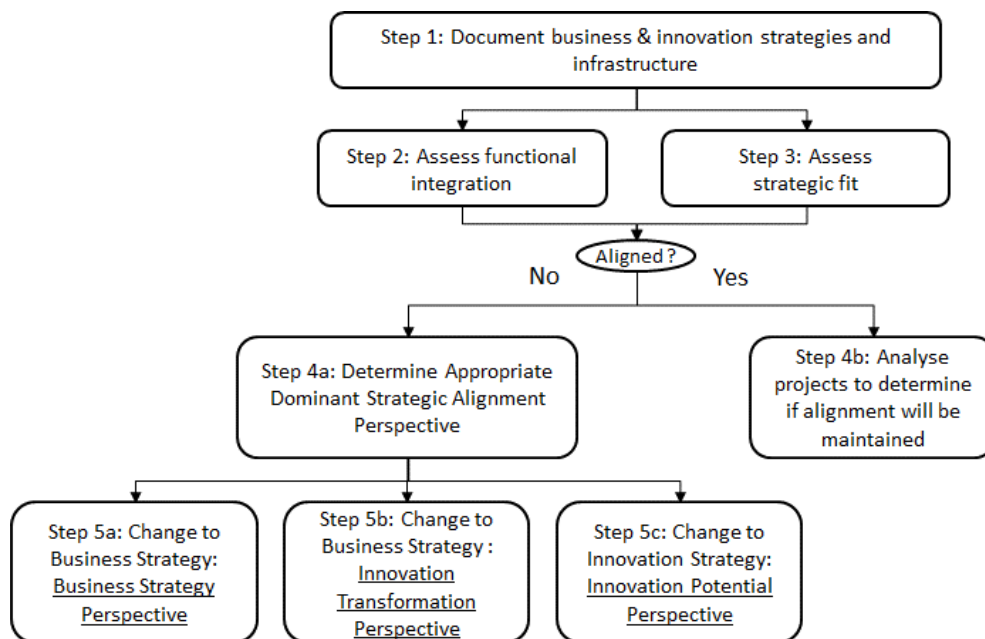 Step 1: Document business & innovation strategies and
infrastructure
Step 2: Assess functional
integration
Step 3: Assess
strategic fit
Aligned ?
No
Yes
Step 4a: Determine Appropriate
Dominant Strategic Alignment
Perspective
Step 4b: Analyse
projects to determine
if alignment will be
maintained
Step 5a: Change to
Business Strategy:
Business Strategy
Perspective
Step 5b: Change to
Business Strategy :
Innovation
Transformation
Perspective
Step 5c: Change to
Innovation Strategy:
Innovation Potential
Perspective